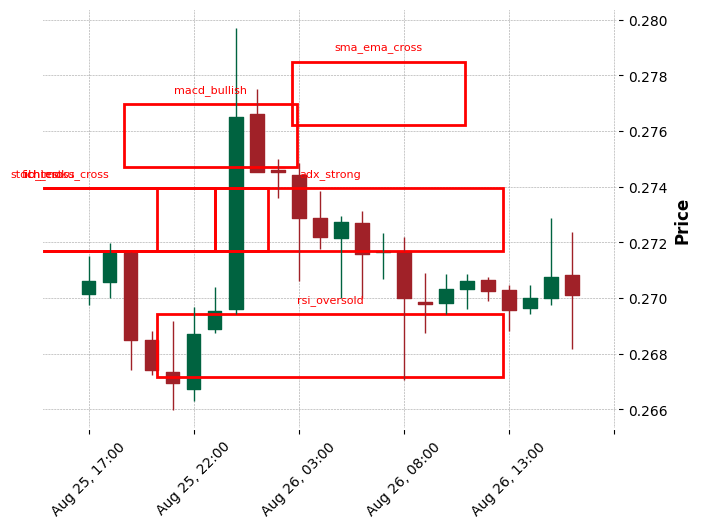 0.280
sma_ema_cross
0.278
macd_bullish
0.276
adx_strong
0.274
Price
0.272
0.270
rsi_oversold
0.268
0.266
Aug 25, 17:00
Aug 25, 22:00
Aug 26, 03:00
Aug 26, 08:00
Aug 26, 13:00